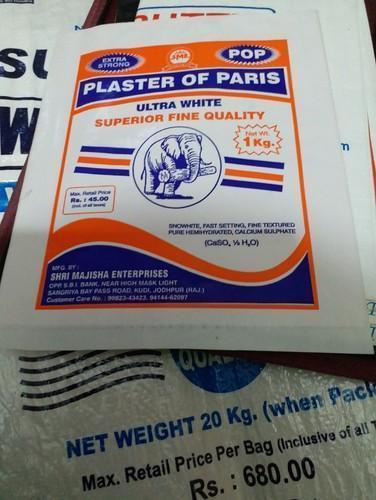 EXTRA
STRONG
SME
POP
PLASTER OF PARIS
ULTRA WHITE
SUPERIOR FINE QUALITY
Net Wt.
1 Kg.
Max. Retail Price
Rs. : 45.00
(incl. of all taxes)
SNOWHITE, FAST SETTING, FINE TEXTURED
PURE HEMIHYDRATED, CALCIUM SULPHATE
(CaSO₄ ½ H₂O)
MFG. BY :
SHRI MAJISHA ENTERPRISES
OPP. S.B.I. BANK, NEAR HIGH MASK LIGHT
SANGRIYA BAY PASS ROAD, KUDI, JODHPUR (RAJ.)
Customer Care No. : 99823-43423, 94144-62097
NET WEIGHT 20 Kg. (when Pack
Max. Retail Price Per Bag (Inclusive of all T
Rs. : 680.00